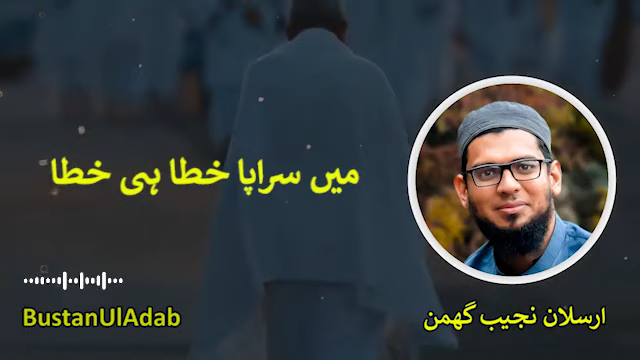 میں سراپا خطا ہی خطا
ارسلان نجیب گھمن
BustanUlAdab